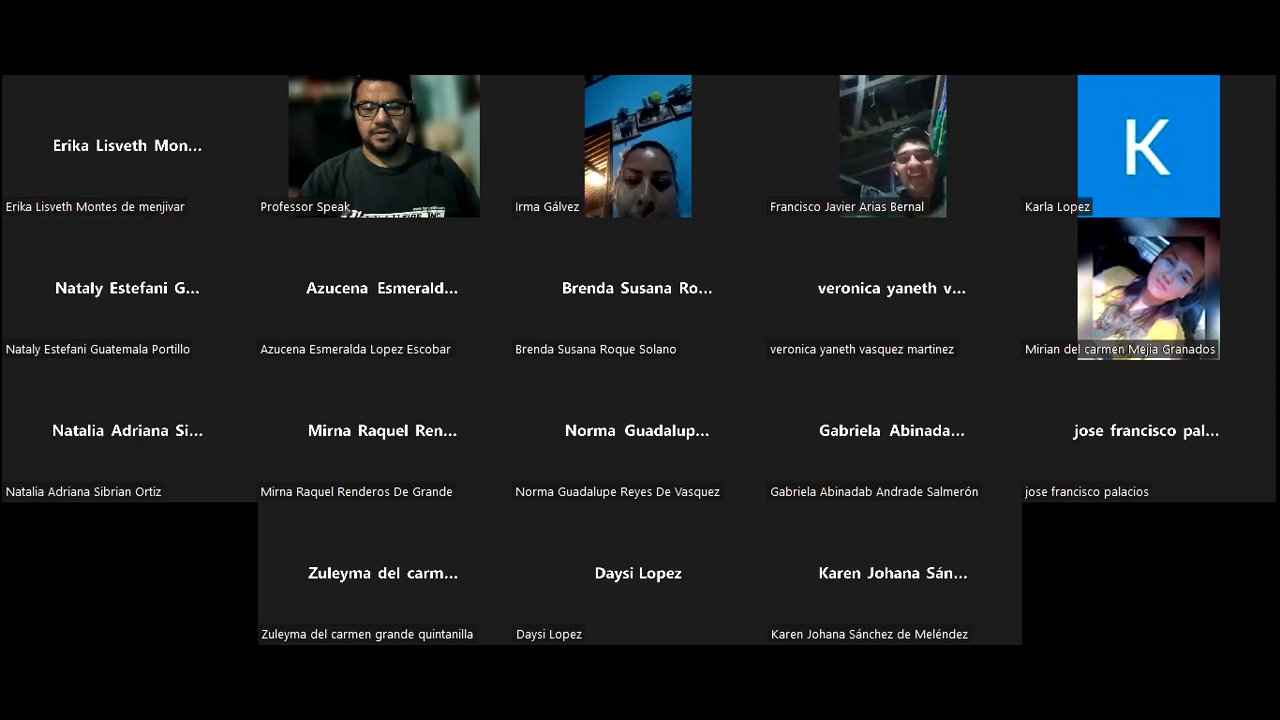 Erika Lisveth Mon...
Erika Lisveth Montes de menjivar
Professor Speak
Irma Gálvez
Francisco Javier Arias Bernal
K
Karla Lopez
Nataly Estefani G...
Nataly Estefani Guatemala Portillo
Azucena Esmerald...
Azucena Esmeralda Lopez Escobar
Brenda Susana Ro...
Brenda Susana Roque Solano
veronica yaneth v...
veronica yaneth vasquez martinez
Mirian del carmen Mejia Granados
Natalia Adriana Si...
Natalia Adriana Sibrian Ortiz
Mirna Raquel Ren...
Mirna Raquel Renderos De Grande
Norma Guadalup...
Norma Guadalupe Reyes De Vasquez
Gabriela Abinada...
Gabriela Abinadab Andrade Salmerón
jose francisco pal...
jose francisco palacios
Zuleyma del carm...
Zuleyma del carmen grande quintanilla
Daysi Lopez
Daysi Lopez
Karen Johana Sán...
Karen Johana Sánchez de Meléndez